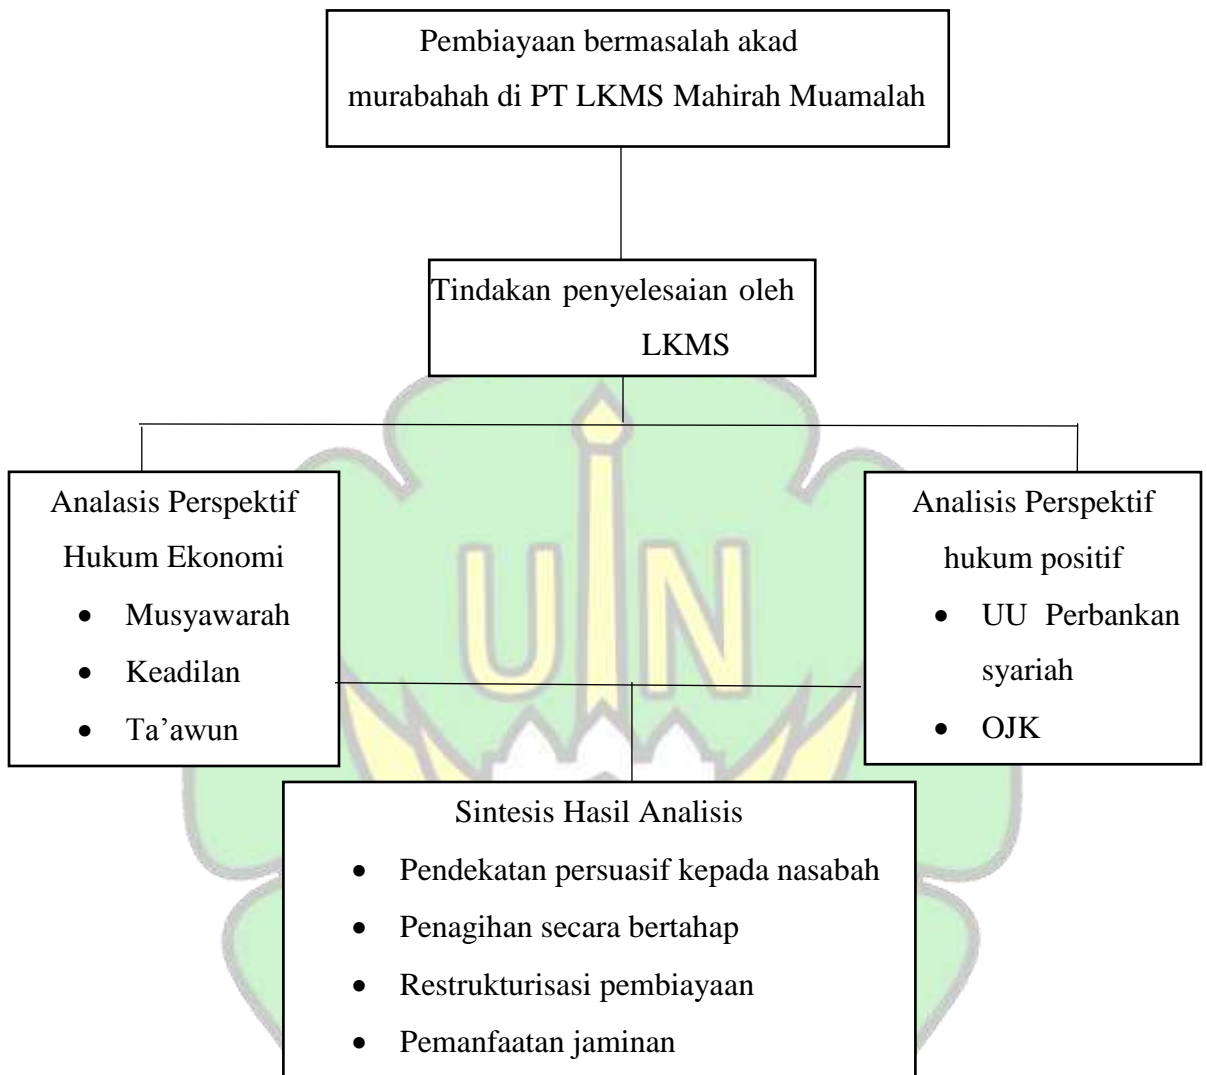 Pembiayaan bermasalah akad
murabahah di PT LKMS Mahirah Muamalah
Tindakan penyelesaian oleh
LKMS
Analasis Perspektif
Hukum Ekonomi
• Musyawarah
• Keadilan
• Ta’awun
Analisis Perspektif
hukum positif
• UU Perbankan
syariah
• OJK
UIN
Sintesis Hasil Analisis
• Pendekatan persuasif kepada nasabah
• Penagihan secara bertahap
• Restrukturisasi pembiayaan
• Pemanfaatan jaminan